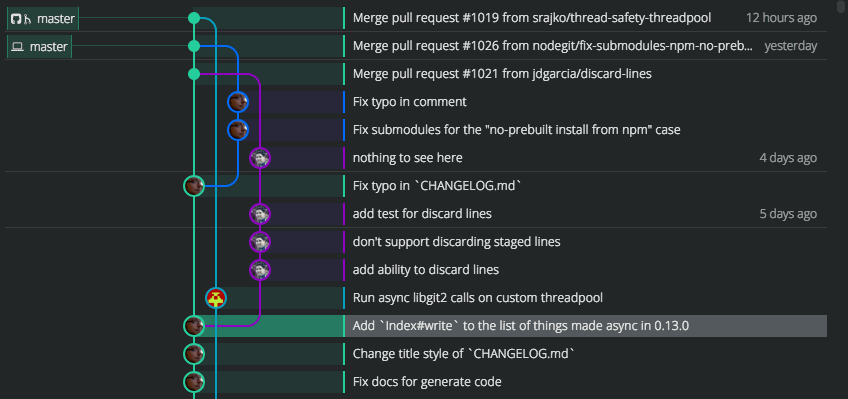 master Merge pull request #1019 from srajko/thread-safety-threadpool 12 hours ago
master Merge pull request #1026 from nodegit/fix-submodules-npm-no-preb... yesterday
Merge pull request #1021 from jdgarcia/discard-lines
Fix typo in comment
Fix submodules for the "no-prebuilt install from npm" case
nothing to see here 4 days ago
Fix typo in `CHANGELOG.md`
add test for discard lines 5 days ago
don't support discarding staged lines
add ability to discard lines
Run async libgit2 calls on custom threadpool
Add `Index#write` to the list of things made async in 0.13.0
Change title style of `CHANGELOG.md`
Fix docs for generate code